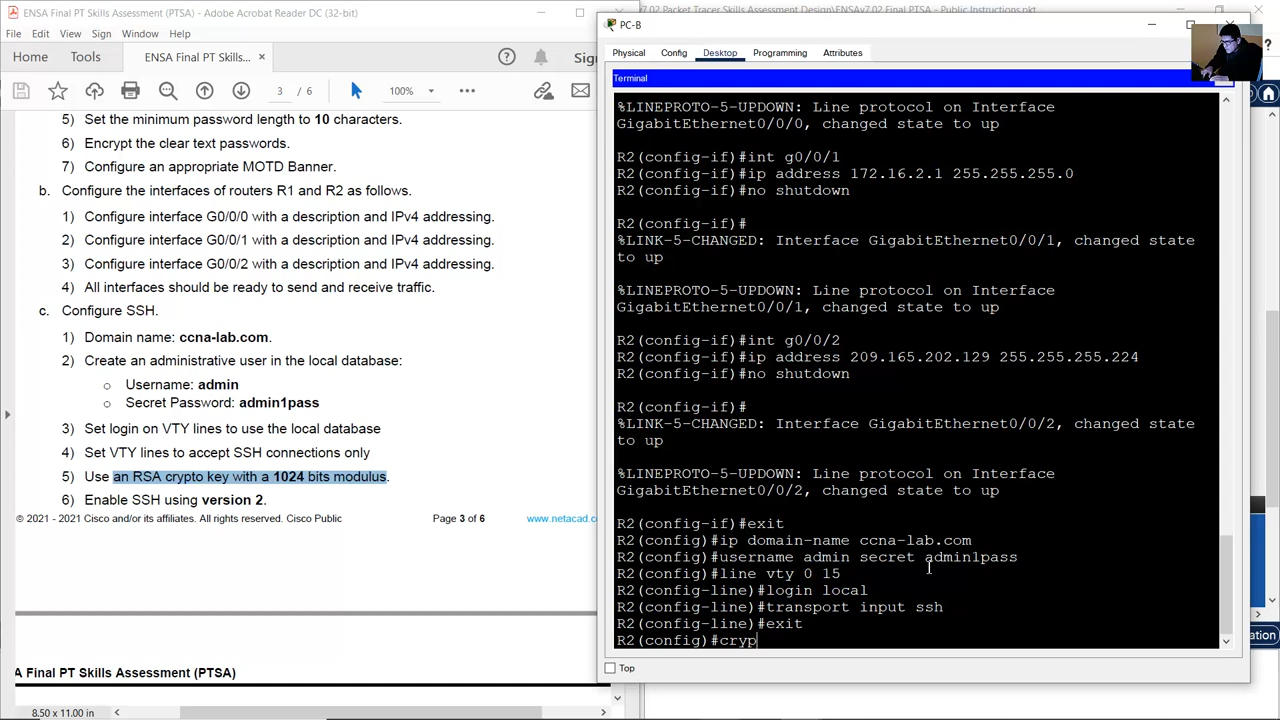 ENSA Final PT Skills Assessment (PTSA) - Adobe Acrobat Reader DC (32-bit)
File Edit View Sign Window Help
Home Tools ENSA Final PT Skills... × Sign
3 / 6 100%
5) Set the minimum password length to 10 characters.
6) Encrypt the clear text passwords.
7) Configure an appropriate MOTD Banner.
b. Configure the interfaces of routers R1 and R2 as follows.
1) Configure interface G0/0/0 with a description and IPv4 addressing.
2) Configure interface G0/0/1 with a description and IPv4 addressing.
3) Configure interface G0/0/2 with a description and IPv4 addressing.
4) All interfaces should be ready to send and receive traffic.
c. Configure SSH.
1) Domain name: ccna-lab.com.
2) Create an administrative user in the local database:
o Username: admin
o Secret Password: admin1pass
3) Set login on VTY lines to use the local database
4) Set VTY lines to accept SSH connections only
5) Use an RSA crypto key with a 1024 bits modulus.
6) Enable SSH using version 2.
© 2021 - 2021 Cisco and/or its affiliates. All rights reserved. Cisco Public Page 3 of 6 www.netacad.c
A Final PT Skills Assessment (PTSA)
8.50 x 11.00 in
v7.02 Packet Tracer Skills Assessment Design\ENSAv7.02 Final PTSA - Public Instructions.pkt
PC-B
Physical Config Desktop Programming Attributes
Terminal
%LINEPROTO-5-UPDOWN: Line protocol on Interface
GigabitEthernet0/0/0, changed state to up
R2(config-if)#int g0/0/1
R2(config-if)#ip address 172.16.2.1 255.255.255.0
R2(config-if)#no shutdown
R2(config-if)#
%LINK-5-CHANGED: Interface GigabitEthernet0/0/1, changed state
to up
%LINEPROTO-5-UPDOWN: Line protocol on Interface
GigabitEthernet0/0/1, changed state to up
R2(config-if)#int g0/0/2
R2(config-if)#ip address 209.165.202.129 255.255.255.224
R2(config-if)#no shutdown
R2(config-if)#
%LINK-5-CHANGED: Interface GigabitEthernet0/0/2, changed state
to up
%LINEPROTO-5-UPDOWN: Line protocol on Interface
GigabitEthernet0/0/2, changed state to up
R2(config-if)#exit
R2(config)#ip domain-name ccna-lab.com
R2(config)#username admin secret admin1pass
R2(config)#line vty 0 15
R2(config-line)#login local
R2(config-line)#transport input ssh
R2(config-line)#exit
R2(config)#cryp
Top